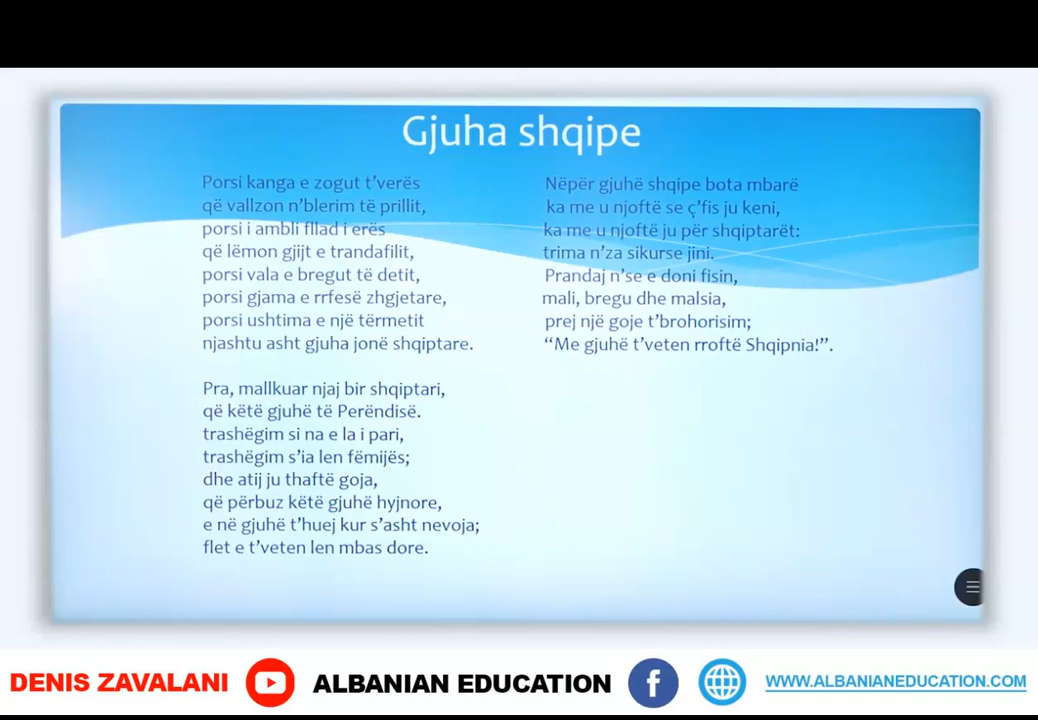 Gjuha shqipe
Porsi kanga e zogut t’verës
që vallzon n’blerim të prillit,
porsi i ambli fllad i erës
që lëmon gjijt e trandafilit,
porsi vala e bregut të detit,
porsi gjama e rrfesë zhgjetare,
porsi ushtima e një tërmetit
njashtu asht gjuha jonë shqiptare.
Pra, mallkuar njaj bir shqiptari,
që këtë gjuhë të Perëndisë.
trashëgim si na e la i pari,
trashëgim s’ia len fëmijës;
dhe atij ju thaftë goja,
që përbuz këtë gjuhë hyjnore,
e në gjuhë t’huej kur s’asht nevoja;
flet e t’veten len mbas dore.
Nëpër gjuhë shqipe bota mbarë
ka me u njoftë se ç’fis ju keni,
ka me u njoftë ju për shqiptarët:
trima n’za sikurse jini.
Prandaj n’se e doni fisin,
mali, bregu dhe malsia,
prej një goje t’brohorisim;
“Me gjuhë t’veten rroftë Shqipnia!”.
DENIS ZAVALANI
ALBANIAN EDUCATION
f
WWW.ALBANIANEDUCATION.COM